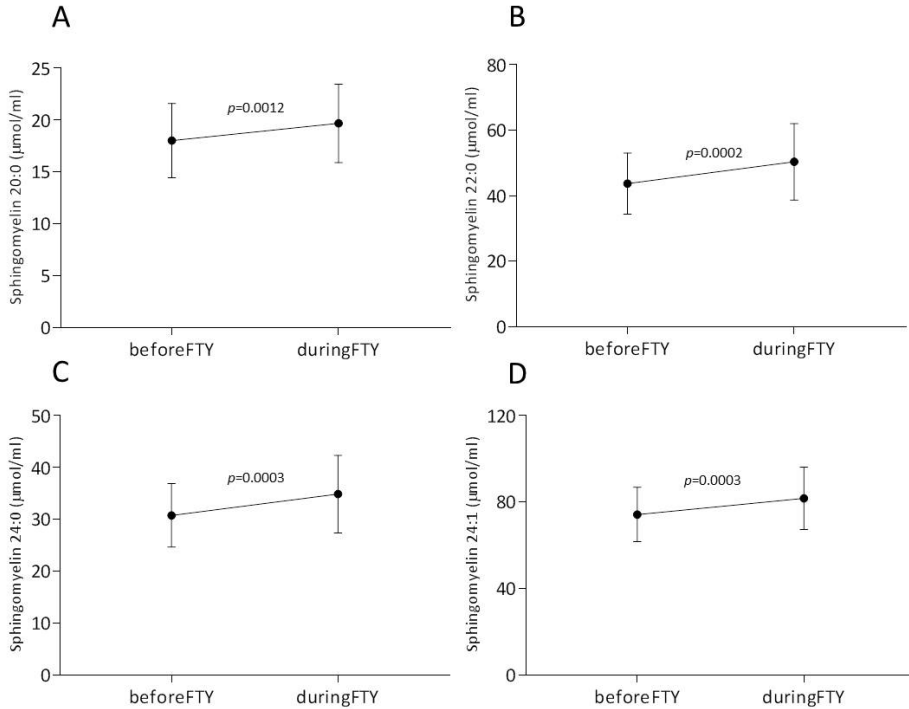 A
Sphingomyelin 20:0 (µmol/ml)
25
20
15
10
5
0
p=0.0012
beforeFTY duringFTY
B
Sphingomyelin 22:0 (µmol/ml)
80
60
40
20
0
p=0.0002
beforeFTY duringFTY
C
Sphingomyelin 24:0 (µmol/ml)
50
40
30
20
10
0
p=0.0003
beforeFTY duringFTY
D
Sphingomyelin 24:1 (µmol/ml)
120
80
40
0
p=0.0003
beforeFTY duringFTY